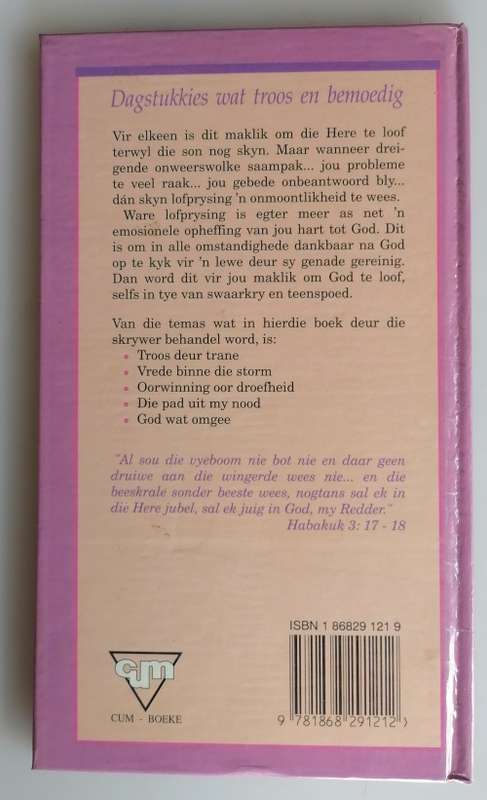 Dagstukkies wat troos en bemoedig
Vir elkeen is dit maklik om die Here te loof
terwyl die son nog skyn. Maar wanneer drei-
gende onweerswolke saampak... jou probleme
te veel raak... jou gebede onbeantwoord bly...
dán skyn lofprysing 'n onmoontlikheid te wees.
Ware lofprysing is egter meer as net 'n
emosionele opheffing van jou hart tot God. Dit
is om in alle omstandighede dankbaar na God
op te kyk vir 'n lewe deur sy genade gereinig.
Dan word dit vir jou maklik om God te loof,
selfs in tye van swaarkry en teenspoed.
Van die temas wat in hierdie boek deur die
skrywer behandel word, is:
• Troos deur trane
• Vrede binne die storm
• Oorwinning oor droefheid
• Die pad uit my nood
• God wat omgee
"Al sou die vyeboom nie bot nie en daar geen
druiwe aan die wingerde wees nie... en die
beeskrale sonder beeste wees, nogtans sal ek in
die Here jubel, sal ek juig in God, my Redder."
Habakuk 3: 17 - 18
ISBN 1 86829 121 9
9 781868 291212
cum
CUM - BOEKE